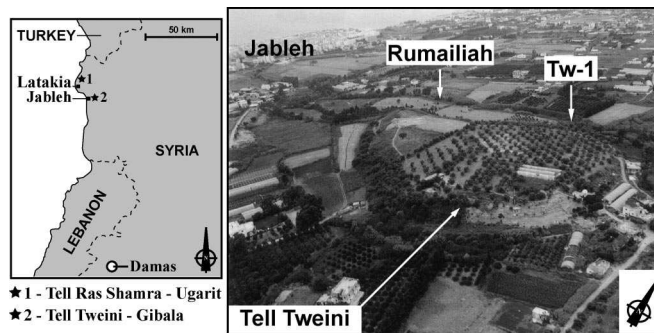 TURKEY
50 km
1
Latakia
Jableh
2
SYRIA
LEBANON
Damas
N
★ 1 - Tell Ras Shamra - Ugarit
★ 2 - Tell Tweini - Gibala
Jableh
Rumailiah
Tw-1
Tell Tweini